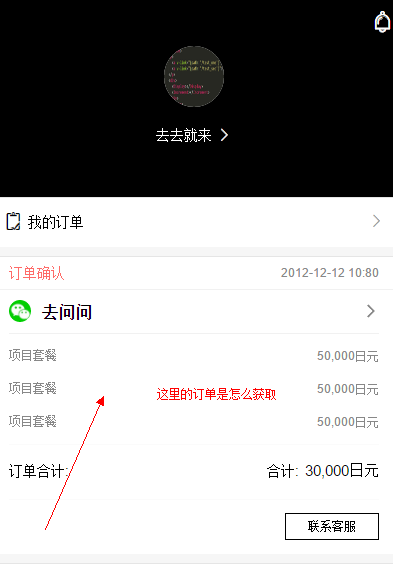 去去就来
我的订单
订单确认 2012-12-12 10:80
去问问
项目套餐 50,000日元
项目套餐 50,000日元
这里的订单是怎么获取
项目套餐 50,000日元
订单合计: 合计: 30,000日元
联系客服